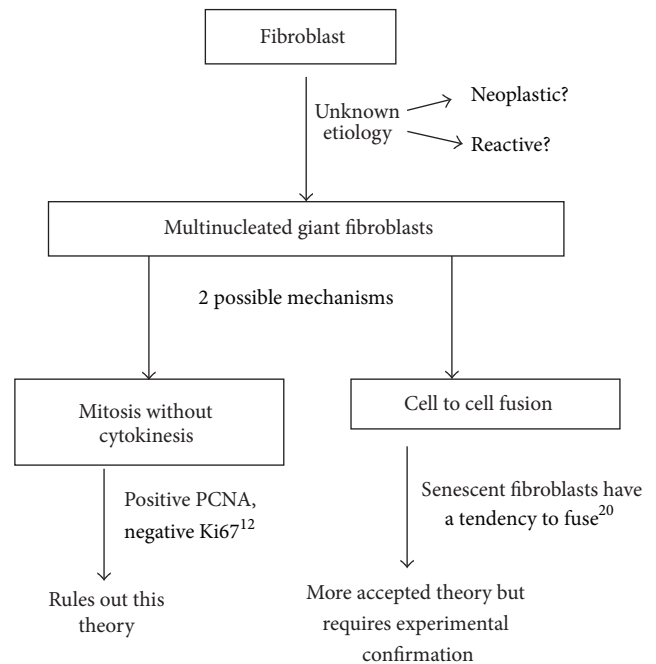 Fibroblast
Unknown
etiology
Neoplastic?
Reactive?
Multinucleated giant fibroblasts
2 possible mechanisms
Mitosis without
cytokinesis
Cell to cell fusion
Positive PCNA,
negative Ki67¹²
Senescent fibroblasts have
a tendency to fuse²⁰
Rules out this
theory
More accepted theory but
requires experimental
confirmation